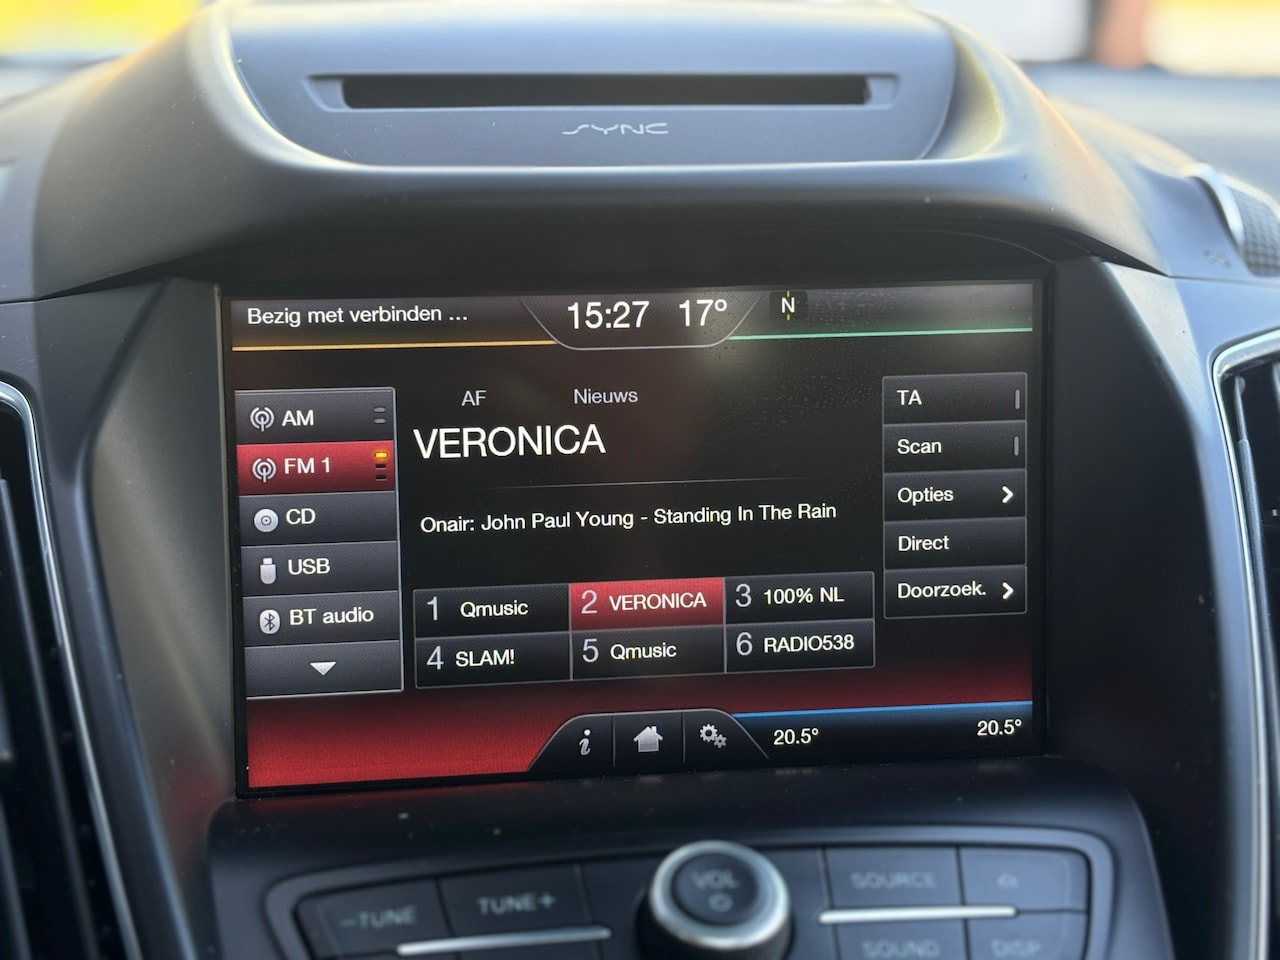 SYNC
Bezig met verbinden ...
15:27 17°
N
AM
FM 1
CD
USB
BT audio
AF Nieuws
VERONICA
Onair: John Paul Young - Standing In The Rain
1 Qmusic
2 VERONICA
3 100% NL
4 SLAM!
5 Qmusic
6 RADIO538
TA
Scan
Opties
Direct
Doorzoek.
i
20.5°
20.5°
-TUNE
TUNE+
VOL
SOURCE
SOUND
DISP